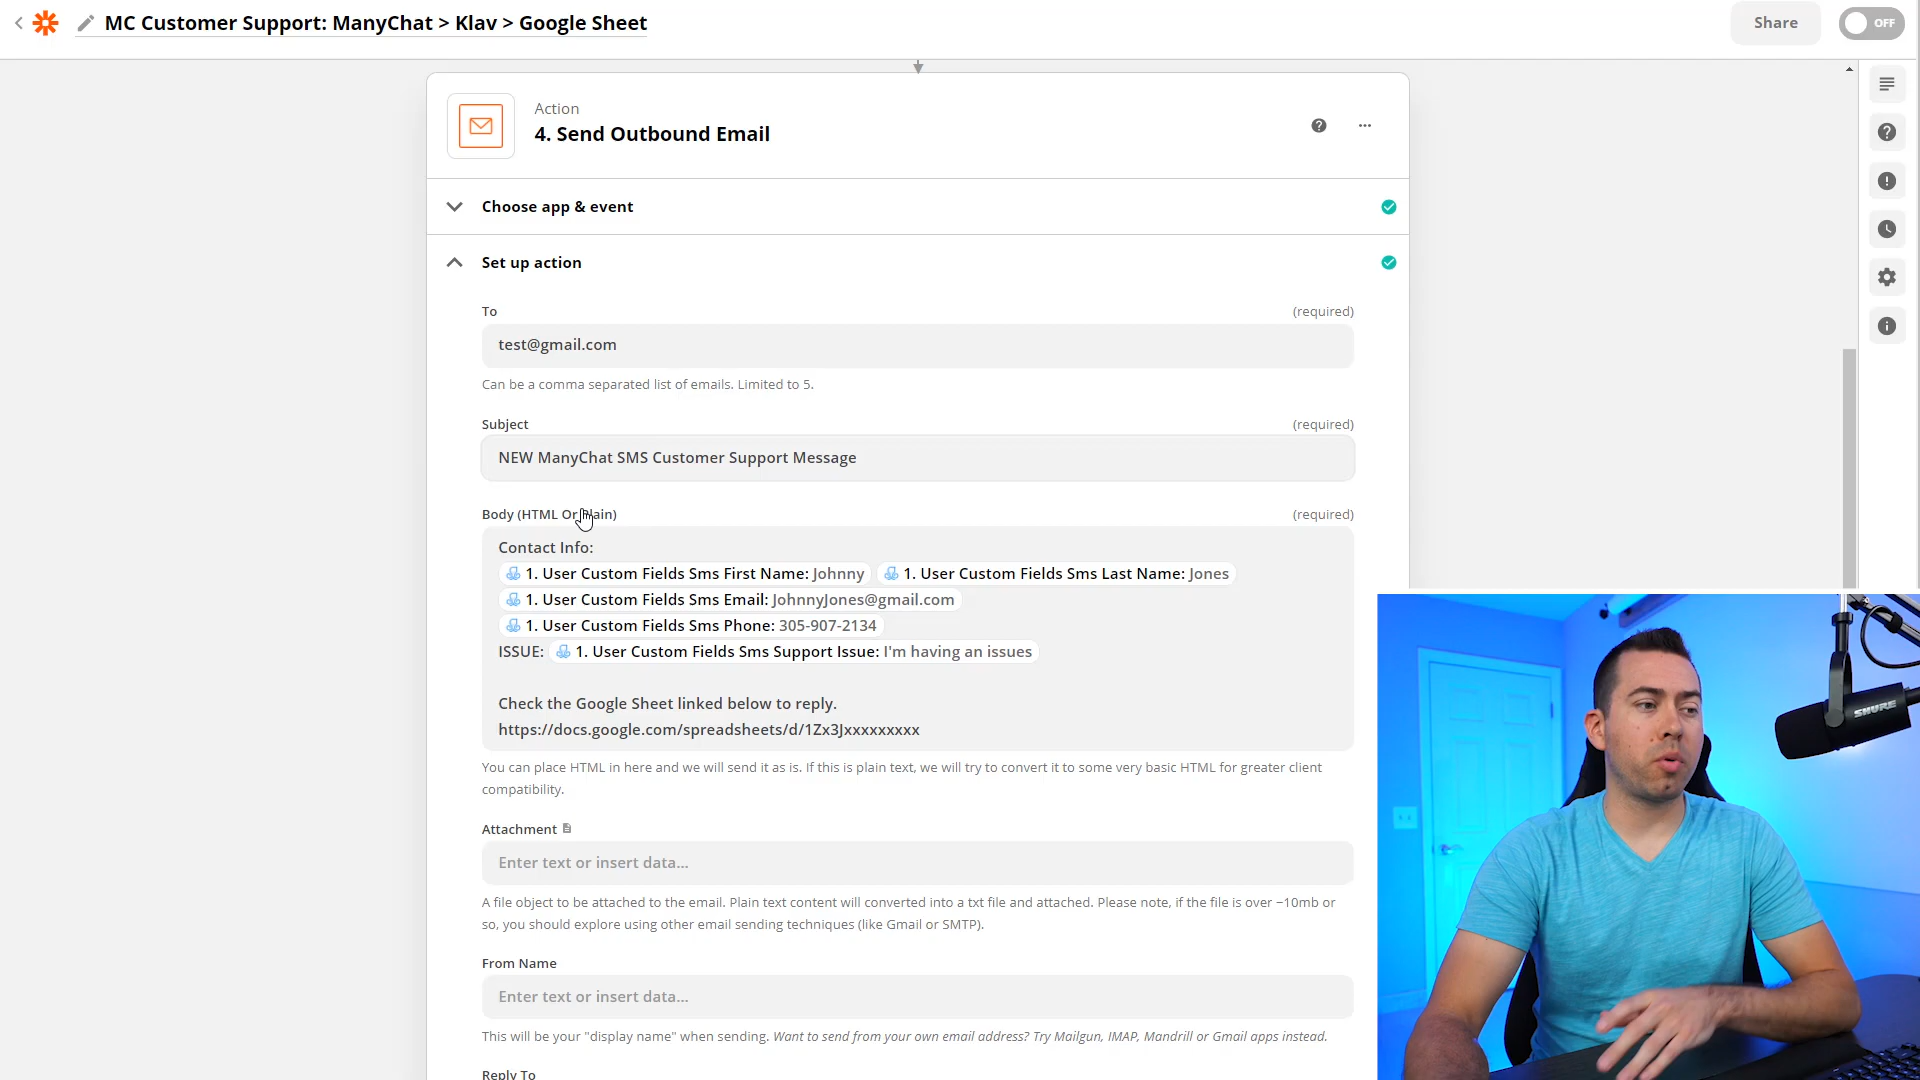 MC Customer Support: ManyChat > Klav > Google Sheet
Share
OFF
Action
4. Send Outbound Email
Choose app & event
Set up action
To
(required)
test@gmail.com
Can be a comma separated list of emails. Limited to 5.
Subject
(required)
NEW ManyChat SMS Customer Support Message
Body (HTML Or Plain)
(required)
Contact Info:
1. User Custom Fields Sms First Name: Johnny 1. User Custom Fields Sms Last Name: Jones
1. User Custom Fields Sms Email: JohnnyJones@gmail.com
1. User Custom Fields Sms Phone: 305-907-2134
ISSUE: 1. User Custom Fields Sms Support Issue: I'm having an issues
Check the Google Sheet linked below to reply.
https://docs.google.com/spreadsheets/d/1Zx3Jxxxxxxxxx
You can place HTML in here and we will send it as is. If this is plain text, we will try to convert it to some very basic HTML for greater client
compatibility.
Attachment
Enter text or insert data...
A file object to be attached to the email. Plain text content will converted into a txt file and attached. Please note, if the file is over ~10mb or
so, you should explore using other email sending techniques (like Gmail or SMTP).
From Name
Enter text or insert data...
This will be your "display name" when sending. Want to send from your own email address? Try Mailgun, IMAP, Mandrill or Gmail apps instead.
Reply To
SHURE